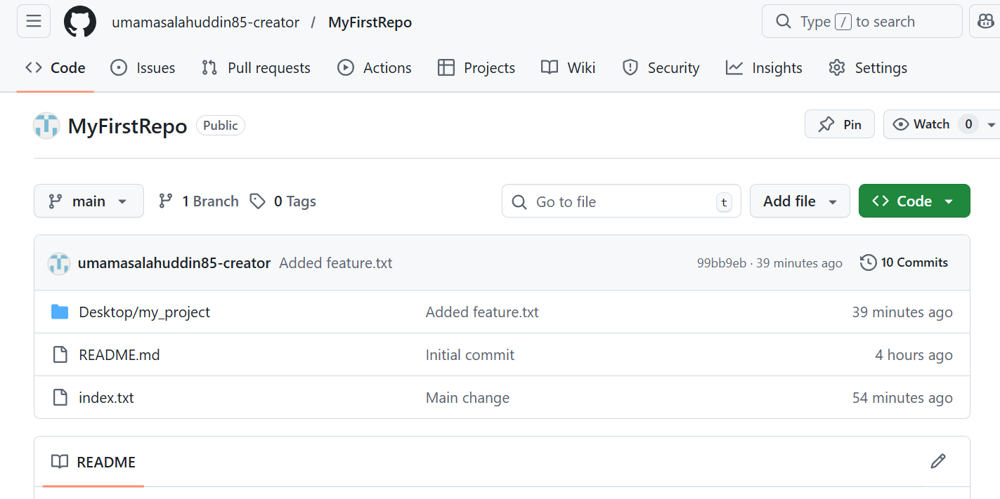 umamasalahuddin85-creator / MyFirstRepo Type / to search
Code Issues Pull requests Actions Projects Wiki Security Insights Settings
MyFirstRepo Public Pin Watch 0
main 1 Branch 0 Tags Go to file t Add file Code
umamasalahuddin85-creator Added feature.txt 99bb9eb · 39 minutes ago 10 Commits
Desktop/my_project Added feature.txt 39 minutes ago
README.md Initial commit 4 hours ago
index.txt Main change 54 minutes ago
README